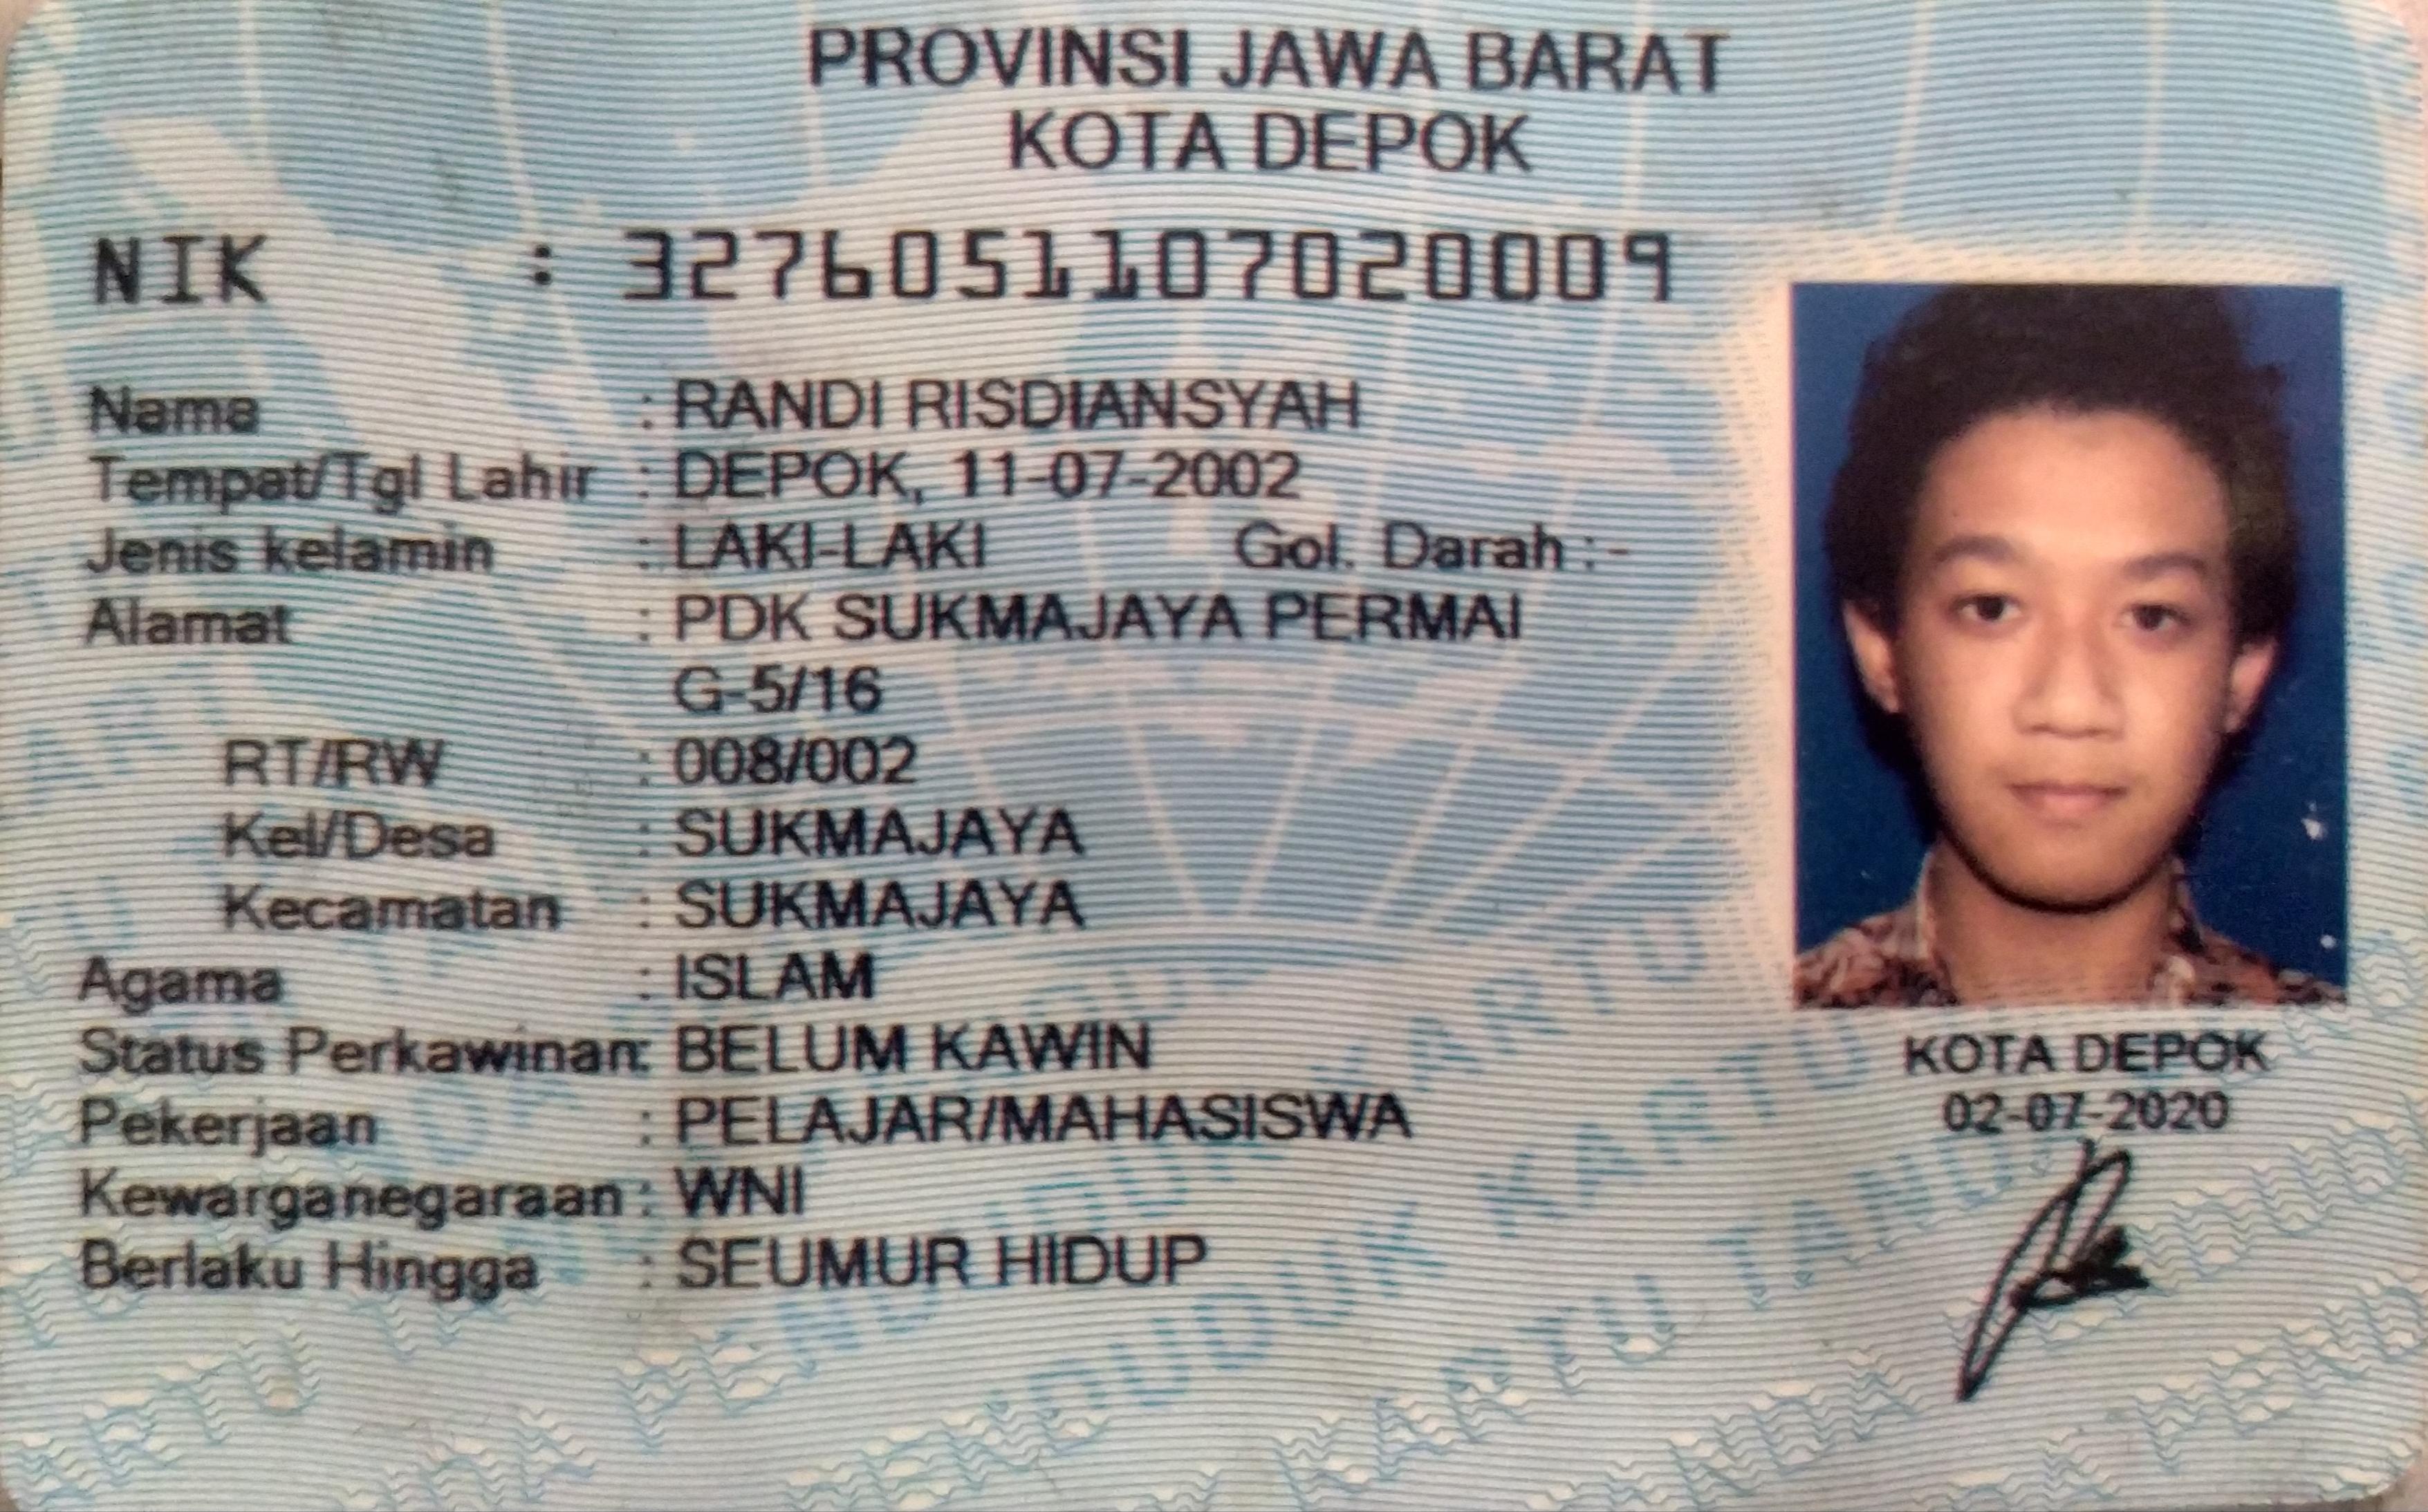 PROVINSI JAWA BARAT
KOTA DEPOK
NIK : 3276051107020009
Nama : RANDI RISDIANSYAH
Tempat/Tgl Lahir : DEPOK, 11-07-2002
Jenis kelamin : LAKI-LAKI Gol. Darah :-
Alamat : PDK SUKMAJAYA PERMAI
G-5/16
RT/RW : 008/002
Kel/Desa : SUKMAJAYA
Kecamatan : SUKMAJAYA
Agama : ISLAM
Status Perkawinan: BELUM KAWIN
Pekerjaan : PELAJAR/MAHASISWA
Kewarganegaraan : WNI
Berlaku Hingga : SEUMUR HIDUP
KOTA DEPOK
02-07-2020